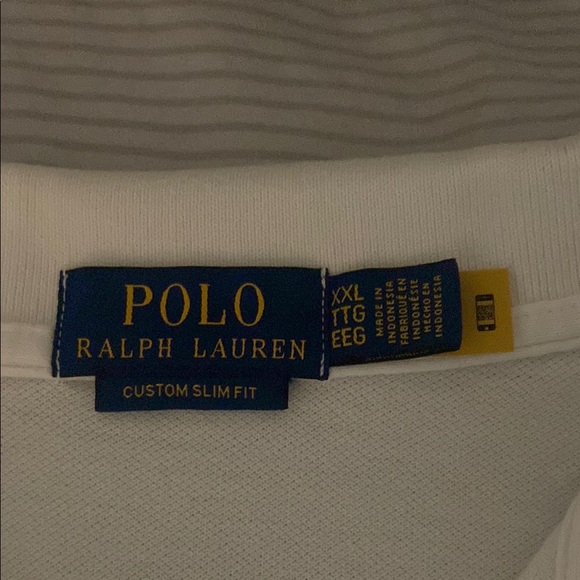 POLO
RALPH LAUREN
CUSTOM SLIM FIT
XXL
TTG
EEG
MADE IN
INDONESIA
FABRIQUÉ EN
INDONÉSIE
HECHO EN
INDONESIA